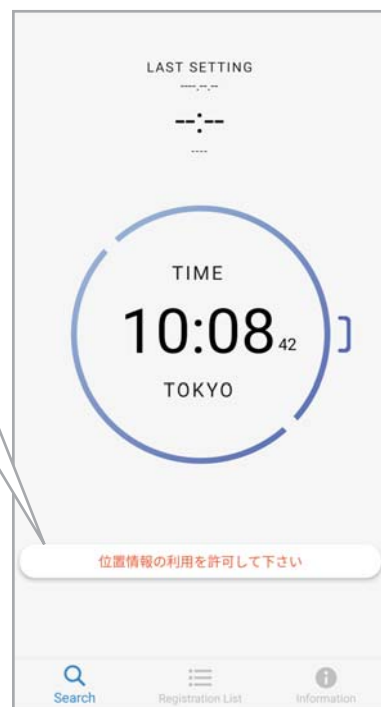 LAST SETTING
----.--.--
--:--
----
TIME
10:08 42
TOKYO
位置情報の利用を許可して下さい
Search
Registration List
Information